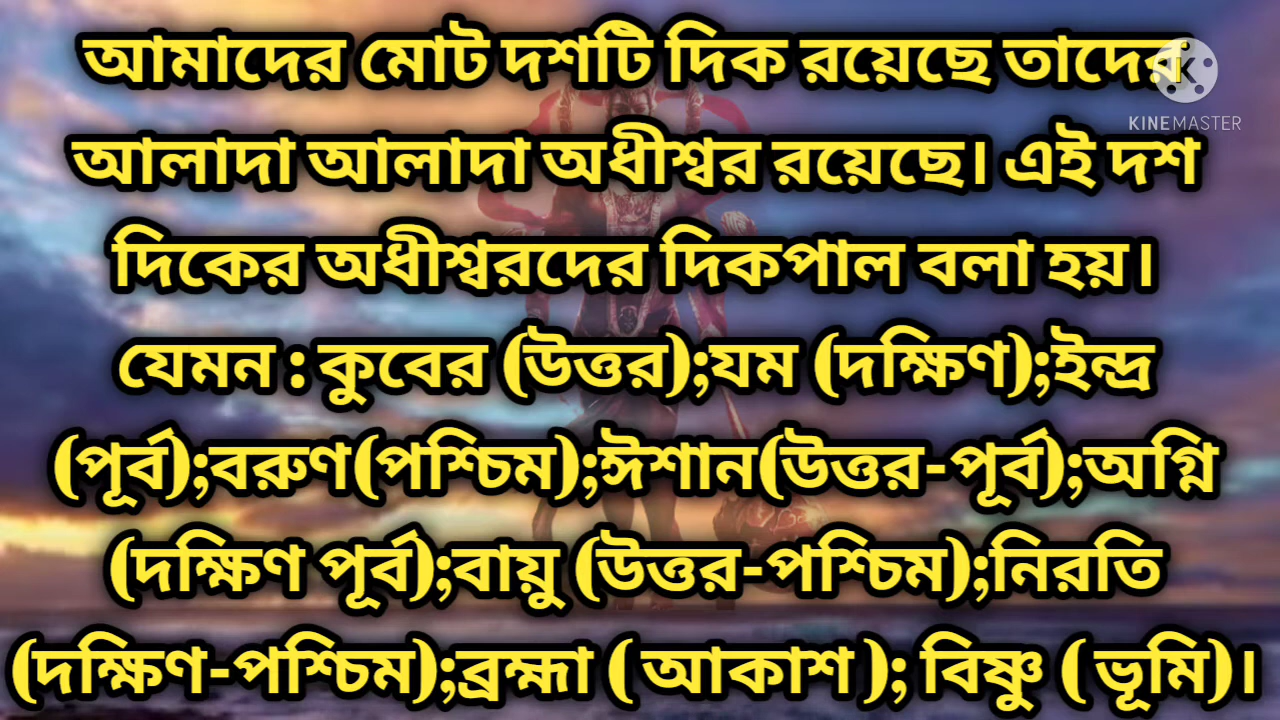 আমাদের মোট দশটি দিক রয়েছে তাদের
KINEMASTER
আলাদা আলাদা অধীশ্বর রয়েছে। এই দশ
দিকের অধীশ্বরদের দিকপাল বলা হয়।
যেমন : কুবের (উত্তর);যম (দক্ষিণ);ইন্দ্র
(পূর্ব);বরুণ(পশ্চিম);ঈশান(উত্তর-পূর্ব);অগ্নি
(দক্ষিণ পূর্ব);বায়ু (উত্তর-পশ্চিম);নিরতি
(দক্ষিণ-পশ্চিম);ব্রহ্মা ( আকাশ ); বিষ্ণু ( ভূমি)।